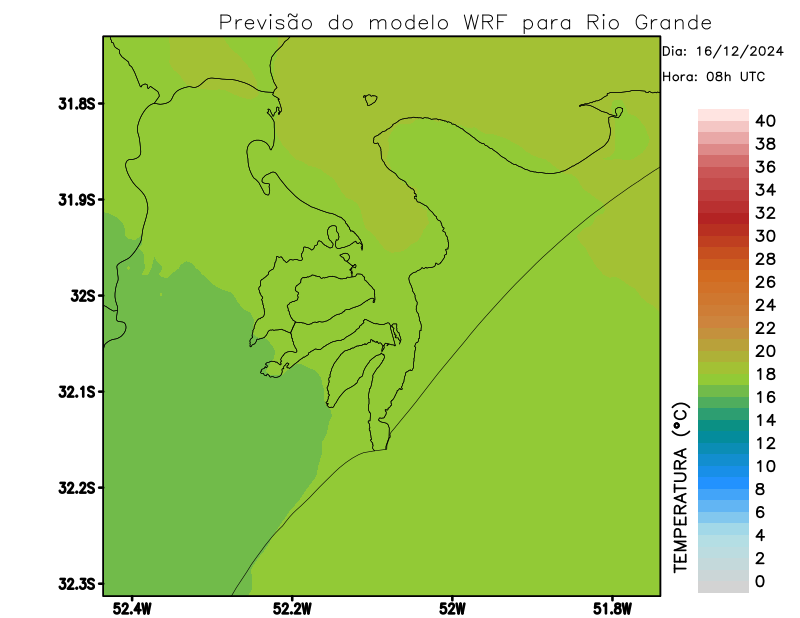 Previsão do modelo WRF para Rio Grande
Dia: 16/12/2024
Hora: 08h UTC
31.8S
31.9S
32S
32.1S
32.2S
32.3S
52.4W
52.2W
52W
51.8W
TEMPERATURA (°C)
40
38
36
34
32
30
28
26
24
22
20
18
16
14
12
10
8
6
4
2
0